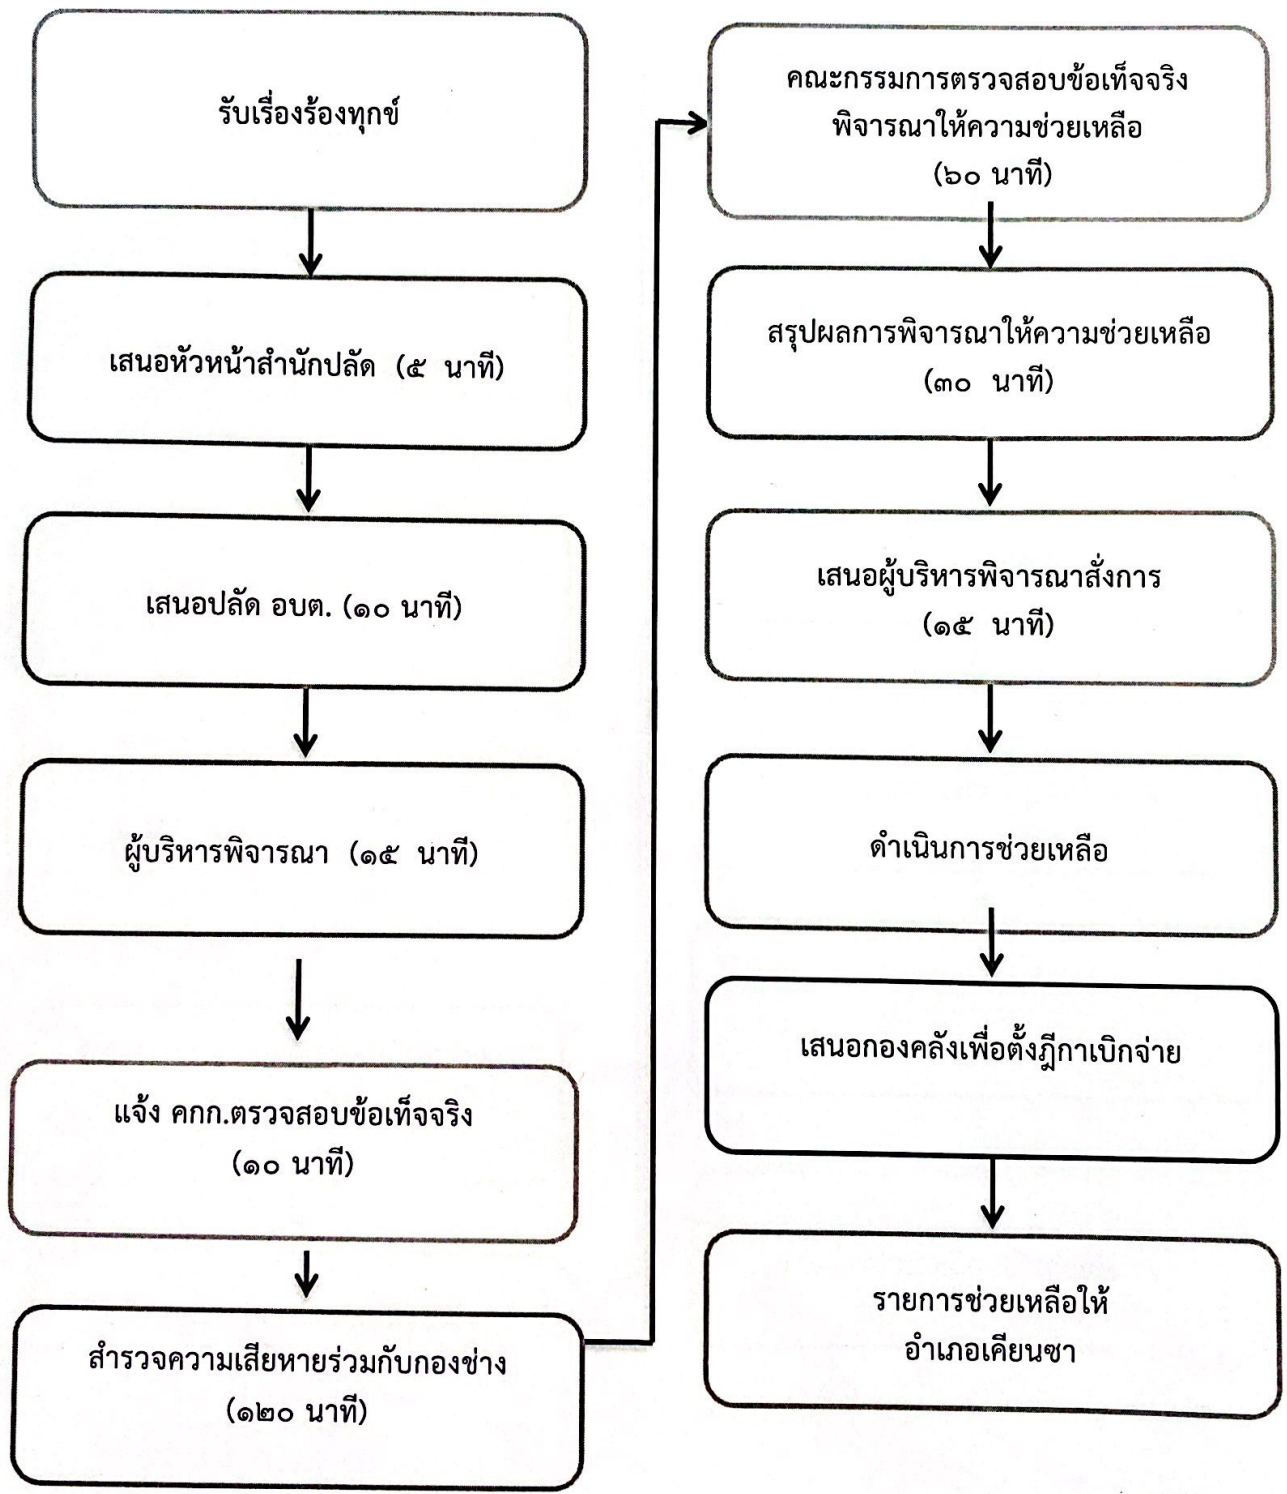 รับเรื่องร้องทุกข์
เสนอหัวหน้าสำนักปลัด (๕ นาที)
เสนอปลัด อบต. (๑๐ นาที)
ผู้บริหารพิจารณา (๑๕ นาที)
แจ้ง คกก.ตรวจสอบข้อเท็จจริง
(๑๐ นาที)
สำรวจความเสียหายร่วมกับกองช่าง
(๑๒๐ นาที)
คณะกรรมการตรวจสอบข้อเท็จจริง
พิจารณาให้ความช่วยเหลือ
(๖๐ นาที)
สรุปผลการพิจารณาให้ความช่วยเหลือ
(๓๐ นาที)
เสนอผู้บริหารพิจารณาสั่งการ
(๑๕ นาที)
ดำเนินการช่วยเหลือ
เสนอกองคลังเพื่อตั้งฎีกาเบิกจ่าย
รายการช่วยเหลือให้
อำเภอเคียนซา